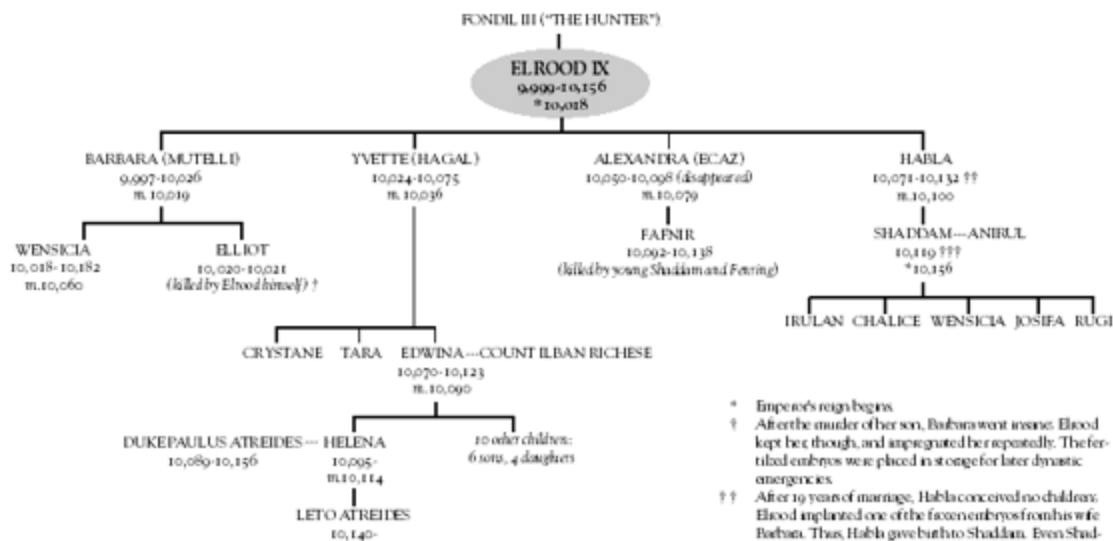 FONDIL III ("THE HUNTER")
ELROOD IX
9,999-10,156
*10,018
BARBARA (MUTELLI)
9,997-10,026
m. 10,019
YVETTE (HAGAL)
10,024-10,075
m. 10,036
ALEXANDRA (ECAZ)
10,050-10,098 (disappeared)
m.10,079
HABLA
10,071-10,132 ††
m.10,100
WENSICIA
10,018-10,182
m.10,060
ELLIOT
10,020-10,021
(killed by Elrood himself) †
FAFNIR
10,092-10,138
(killed by young Shaddam and Fenring)
SHADDAM---ANIRUL
10,119 †††
*10,156
IRULAN CHALICE WENSICIA JOSIFA RUGI
CRYSTANE TARA EDWINA---COUNT ILBAN RICHESE
10,070-10,123
m.10,090
DUKE PAULUS ATREIDES--- HELENA
10,089-10,156
10,095-
m.10,114
10 other children:
6 sons, 4 daughters
LETO ATREIDES
10,140-
* Emperor's reign begins.
† After the murder of her son, Barbara went insane. Elrood
kept her, though, and impregnated her repeatedly. The fer-
tilized embryos were placed in storage for later dynastic
emergencies.
†† After 19 years of marriage, Habla conceived no children.
Elrood implanted one of the frozen embryos from his wife
Barbara. Thus, Habla gave birth to Shaddam. Even Shad-